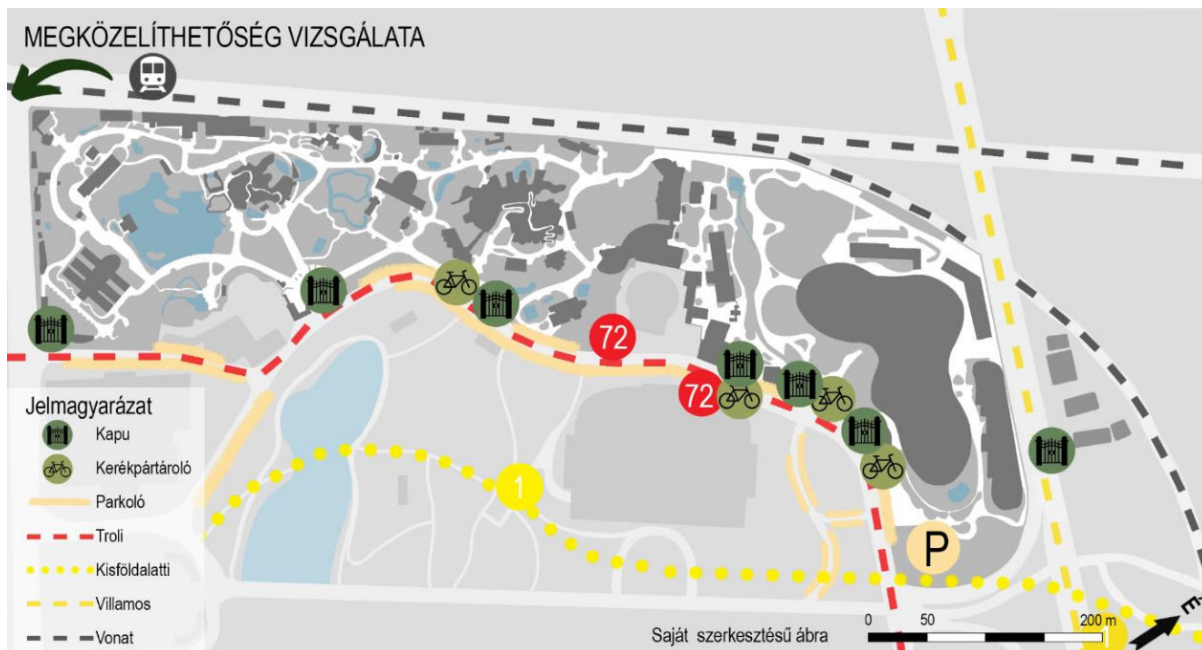 MEGKÖZELÍTHETŐSÉG VIZSGÁLATA
72
72
1
P
Jelmagyarázat
Kapu
Kerékpártároló
Parkoló
Troli
Kisföldalatti
Villamos
Vonat
Saját szerkesztésű ábra
0 50 200 m
1
É